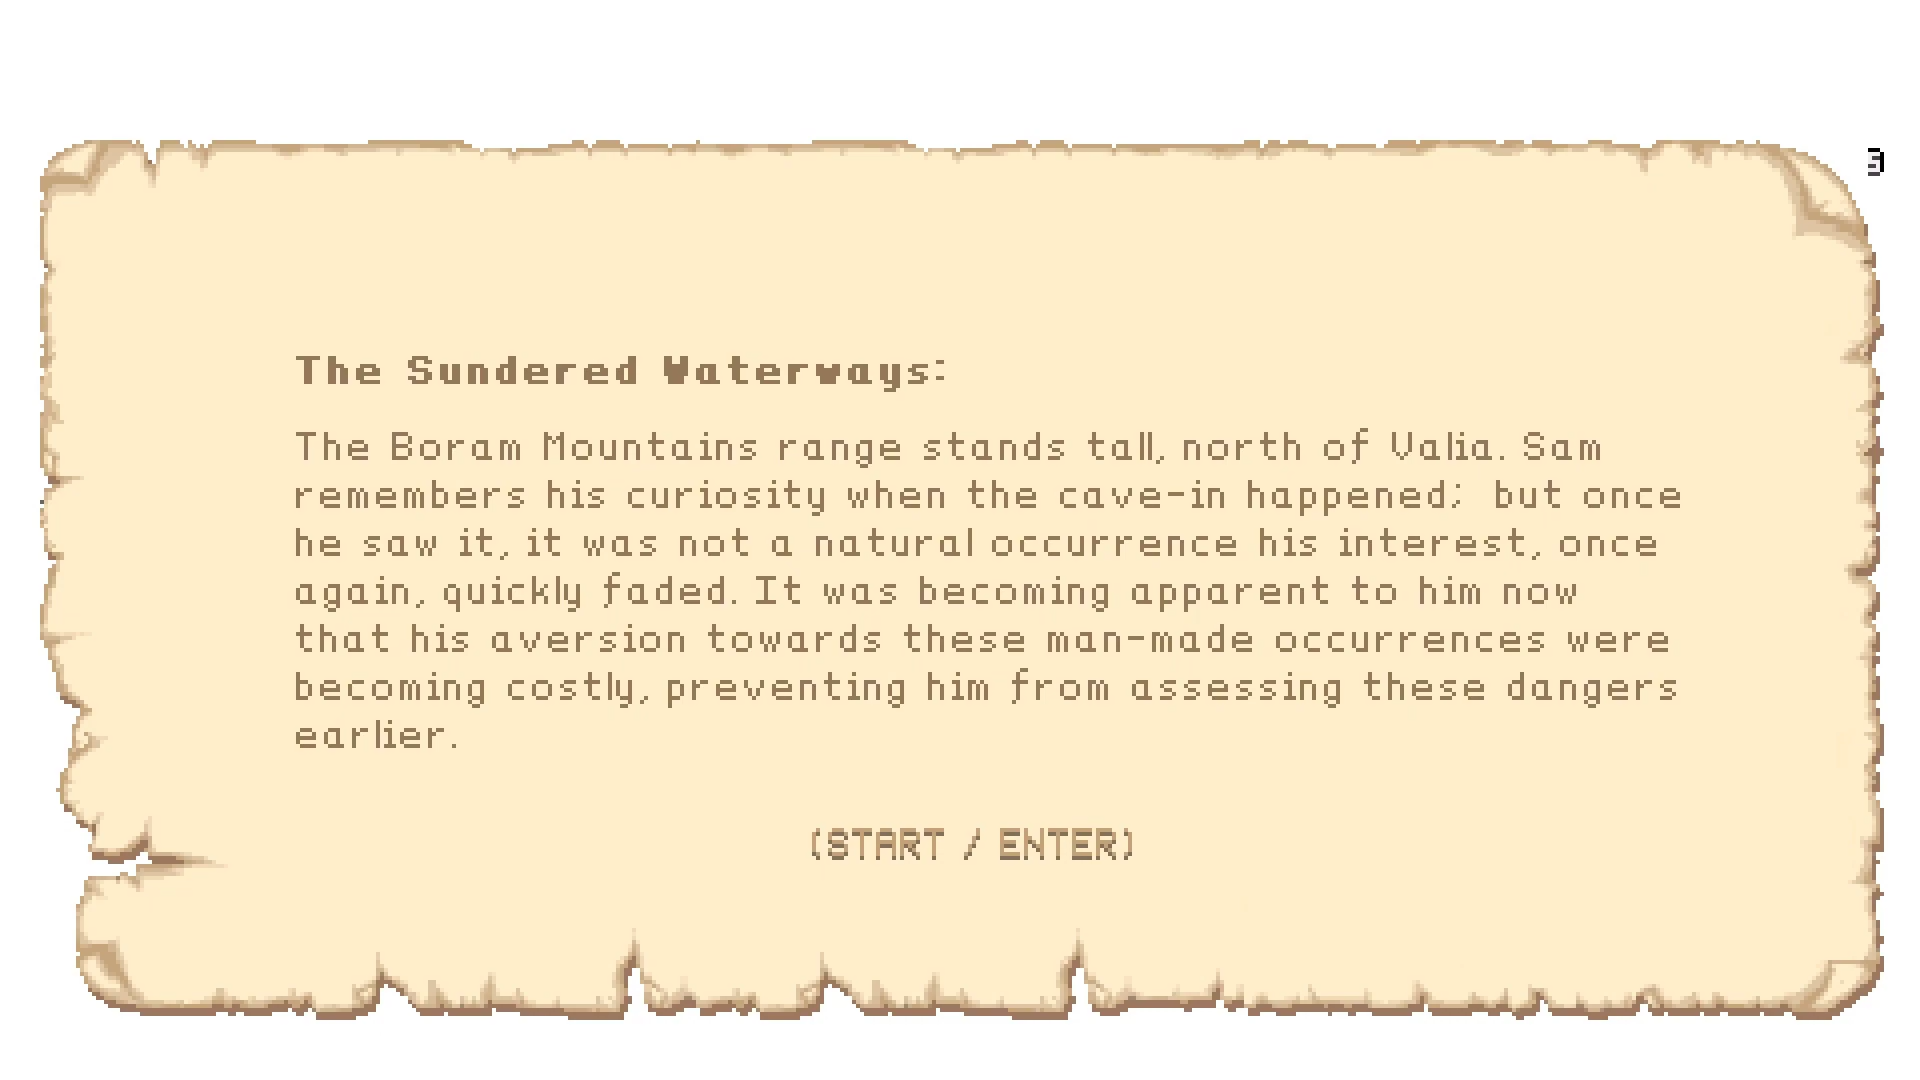 3
The Sundered Waterways:
The Boram Mountains range stands tall, north of Valia. Sam
remembers his curiosity when the cave-in happened; but once
he saw it, it was not a natural occurrence his interest, once
again, quickly faded. It was becoming apparent to him now
that his aversion towards these man-made occurrences were
becoming costly, preventing him from assessing these dangers
earlier.
(START / ENTER)